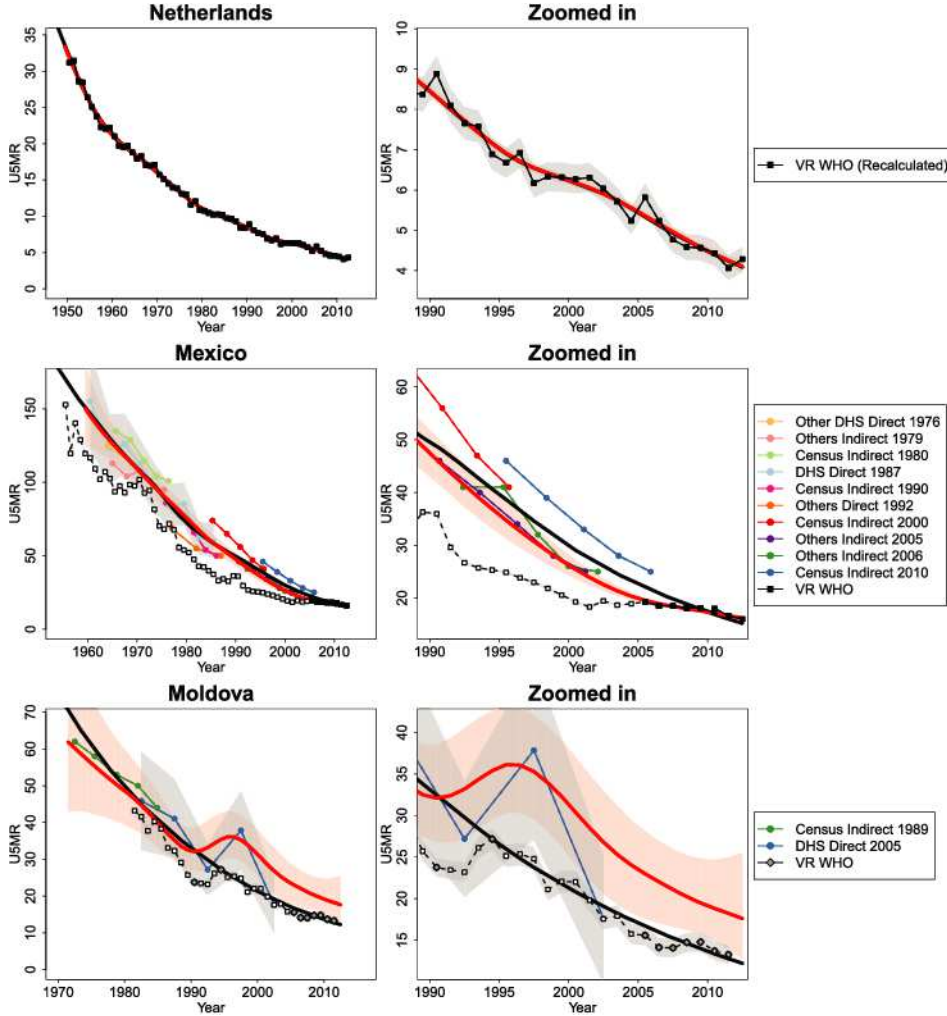 Netherlands
Zoomed in
U5MR
0 5 10 15 20 25 30 35
1950 1960 1970 1980 1990 2000 2010
Year
U5MR
4 5 6 7 8 9 10
1990 1995 2000 2005 2010
Year
VR WHO (Recalculated)
Mexico
Zoomed in
U5MR
0 50 100 150
1960 1970 1980 1990 2000 2010
Year
U5MR
20 30 40 50 60
1990 1995 2000 2005 2010
Year
Other DHS Direct 1976
Others Indirect 1979
Census Indirect 1980
DHS Direct 1987
Census Indirect 1990
Others Direct 1992
Census Indirect 2000
Others Indirect 2005
Others Indirect 2006
Census Indirect 2010
VR WHO
Moldova
Zoomed in
U5MR
0 10 20 30 40 50 60 70
1970 1980 1990 2000 2010
Year
U5MR
15 20 25 30 35 40
1990 1995 2000 2005 2010
Year
Census Indirect 1989
DHS Direct 2005
VR WHO